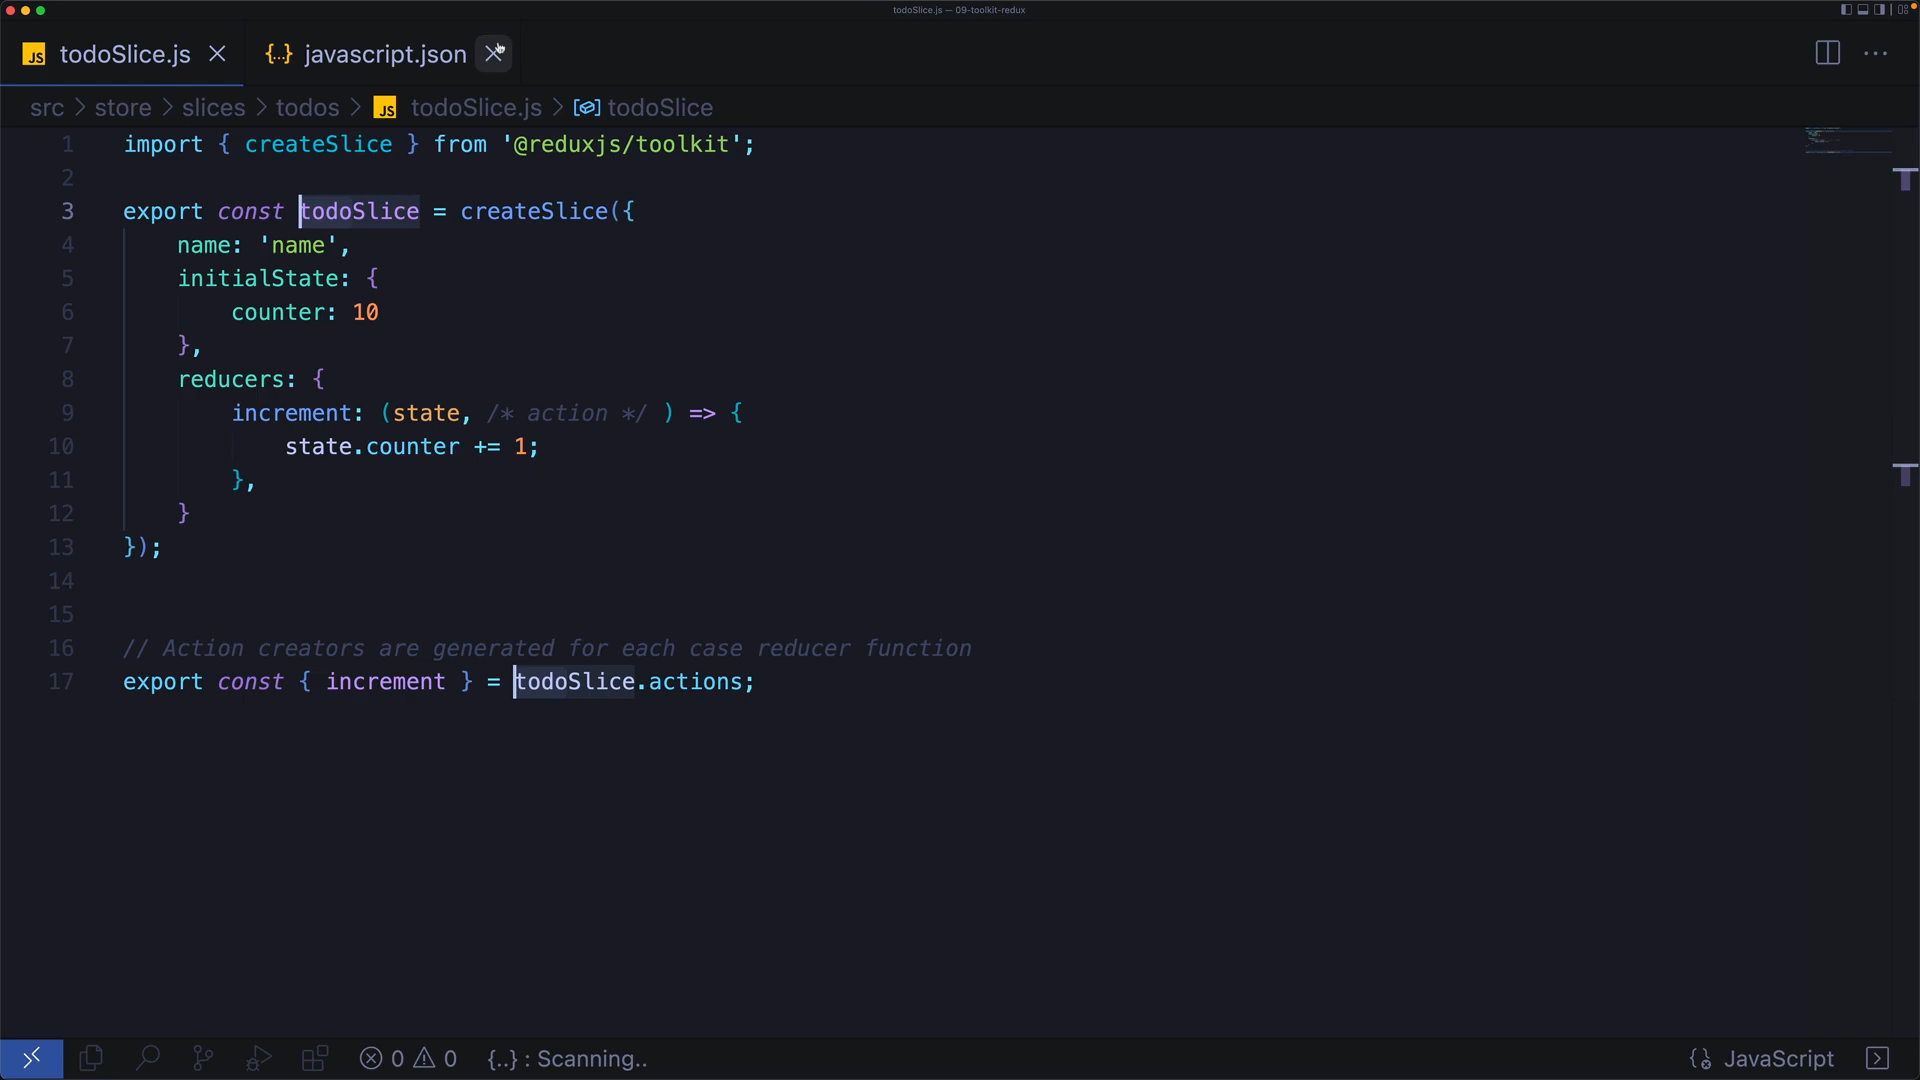 todoSlice.js — 09-toolkit-redux
todoSlice.js
{..} javascript.json
src > store > slices > todos > JS todoSlice.js > todoSlice
1 import { createSlice } from '@reduxjs/toolkit';
2
3 export const todoSlice = createSlice({
4 name: 'name',
5 initialState: {
6 counter: 10
7 },
8 reducers: {
9 increment: (state, /* action */ ) => {
10 state.counter += 1;
11 },
12 }
13 });
14
15
16 // Action creators are generated for each case reducer function
17 export const { increment } = todoSlice.actions;
0 0 {..} : Scanning.. JavaScript